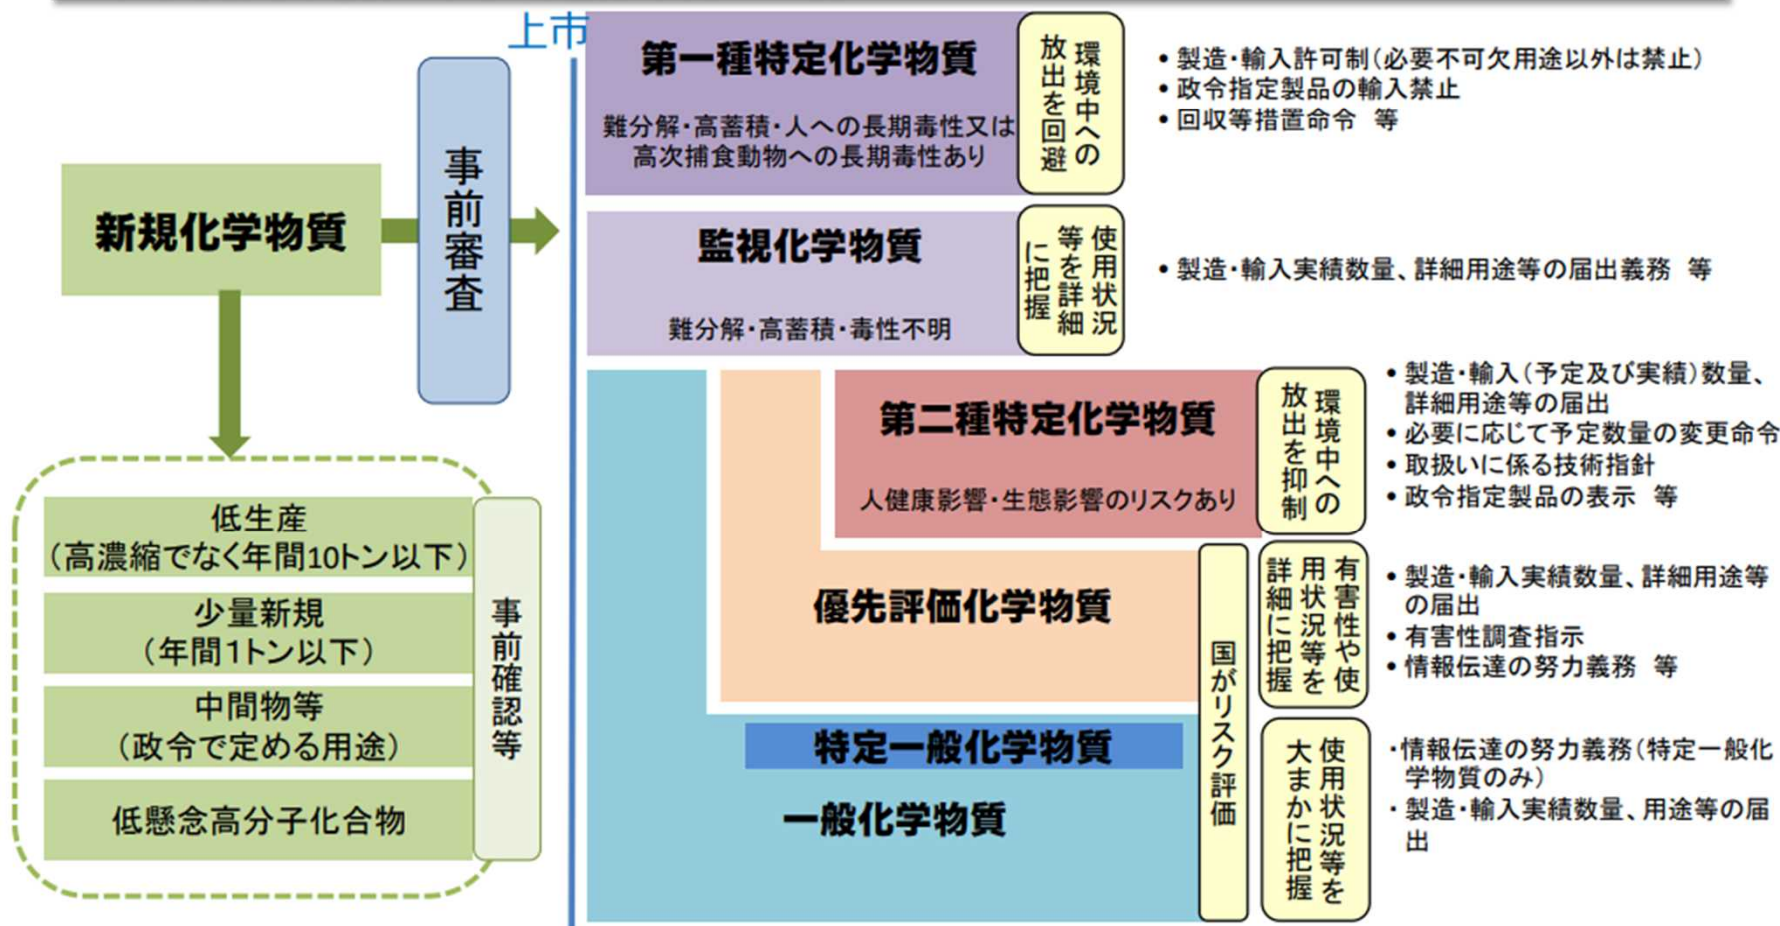 上市
新規化学物質
事前審査
低生産
（高濃縮でなく年間10トン以下）
少量新規
（年間1トン以下）
中間物等
（政令で定める用途）
低懸念高分子化合物
事前確認等
第一種特定化学物質
難分解・高蓄積・人への長期毒性又は
高次捕食動物への長期毒性あり
環境中への
放出を回避
• 製造・輸入許可制（必要不可欠用途以外は禁止）
• 政令指定製品の輸入禁止
• 回収等措置命令 等
監視化学物質
難分解・高蓄積・毒性不明
使用状況
等を詳細
に把握
• 製造・輸入実績数量、詳細用途等の届出義務 等
第二種特定化学物質
人健康影響・生態影響のリスクあり
環境中への
放出を抑制
• 製造・輸入（予定及び実績）数量、
詳細用途等の届出
• 必要に応じて予定数量の変更命令
• 取扱いに係る技術指針
• 政令指定製品の表示 等
優先評価化学物質
国がリスク評価
有害性や使
用状況等を
詳細に把握
• 製造・輸入実績数量、詳細用途等
の届出
• 有害性調査指示
• 情報伝達の努力義務 等
特定一般化学物質
一般化学物質
使用状況等を
大まかに把握
・情報伝達の努力義務（特定一般化
学物質のみ）
・製造・輸入実績数量、用途等の届
出